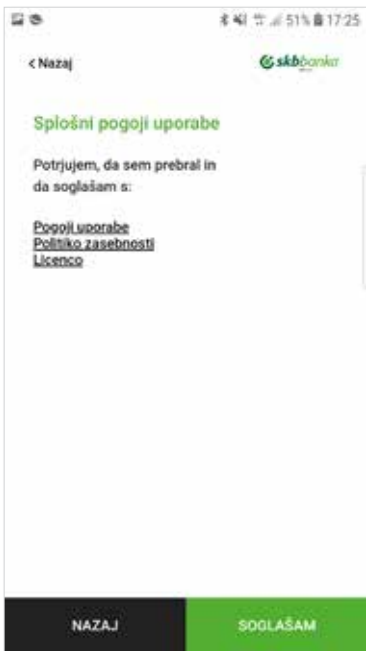 51% 17:25
< Nazaj
skbbanka
Splošni pogoji uporabe
Potrjujem, da sem prebral in
da soglašam s:
Pogoji uporabe
Politiko zasebnosti
Licenco
NAZAJ
SOGLAŠAM